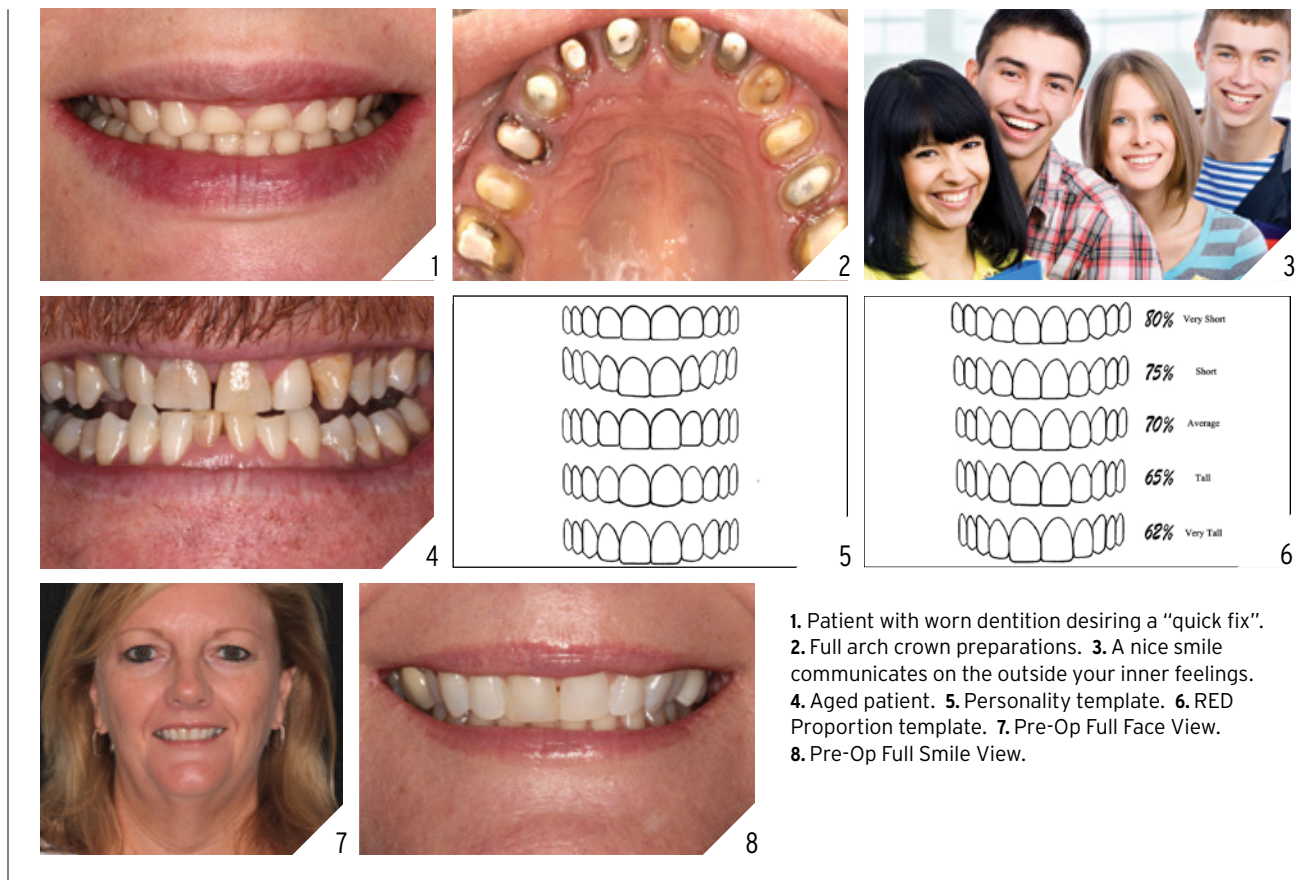 1
2
3
4
5
80% Very Short
75% Short
70% Average
65% Tall
62% Very Tall
6
7
8
1. Patient with worn dentition desiring a “quick fix”.
2. Full arch crown preparations. 3. A nice smile
communicates on the outside your inner feelings.
4. Aged patient. 5. Personality template. 6. RED
Proportion template. 7. Pre-Op Full Face View.
8. Pre-Op Full Smile View.